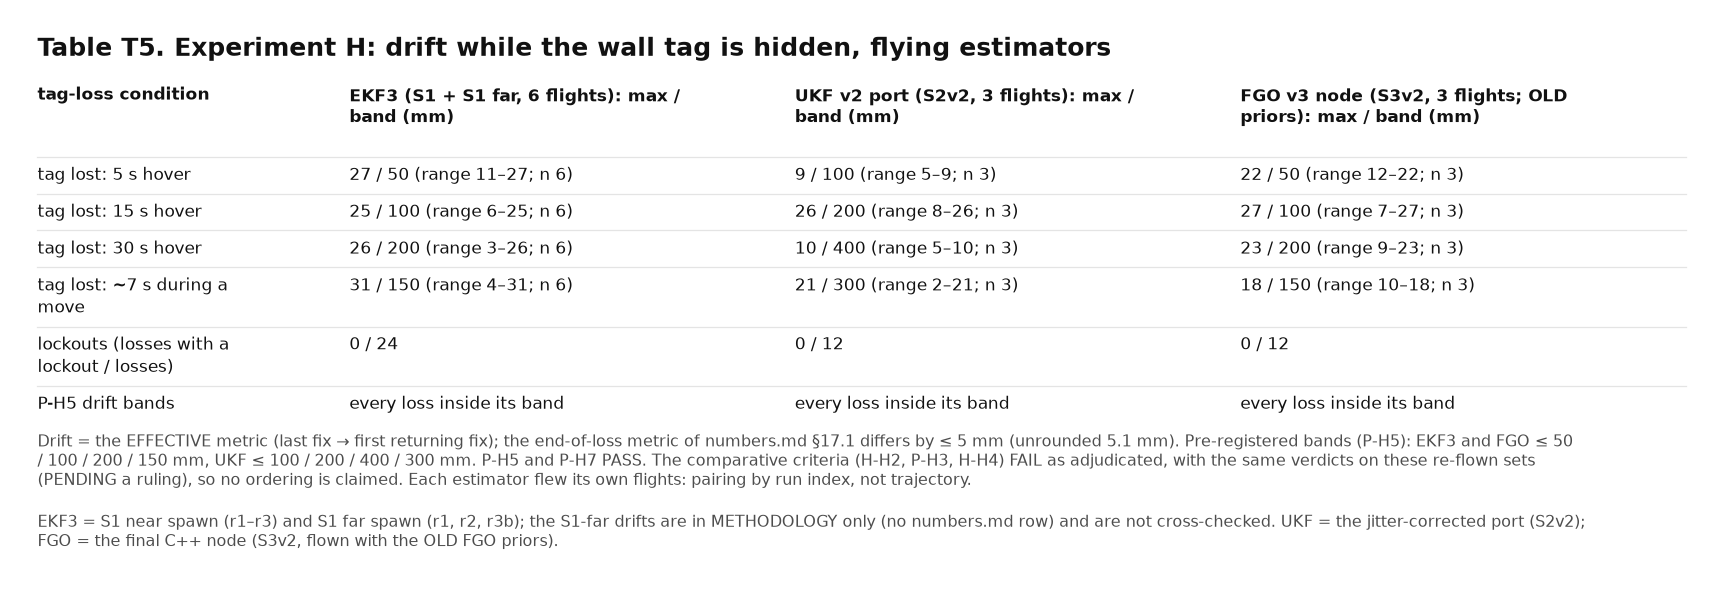 Table T5. Experiment H: drift while the wall tag is hidden, flying estimators
tag-loss condition
EKF3 (S1 + S1 far, 6 flights): max /
band (mm)
UKF v2 port (S2v2, 3 flights): max /
band (mm)
FGO v3 node (S3v2, 3 flights; OLD
priors): max / band (mm)
tag lost: 5 s hover
27 / 50 (range 11–27; n 6)
9 / 100 (range 5–9; n 3)
22 / 50 (range 12–22; n 3)
tag lost: 15 s hover
25 / 100 (range 6–25; n 6)
26 / 200 (range 8–26; n 3)
27 / 100 (range 7–27; n 3)
tag lost: 30 s hover
26 / 200 (range 3–26; n 6)
10 / 400 (range 5–10; n 3)
23 / 200 (range 9–23; n 3)
tag lost: ~7 s during a
move
31 / 150 (range 4–31; n 6)
21 / 300 (range 2–21; n 3)
18 / 150 (range 10–18; n 3)
lockouts (losses with a
lockout / losses)
0 / 24
0 / 12
0 / 12
P-H5 drift bands
every loss inside its band
every loss inside its band
every loss inside its band
Drift = the EFFECTIVE metric (last fix → first returning fix); the end-of-loss metric of numbers.md §17.1 differs by ≤ 5 mm (unrounded 5.1 mm). Pre-registered bands (P-H5): EKF3 and FGO ≤ 50
/ 100 / 200 / 150 mm, UKF ≤ 100 / 200 / 400 / 300 mm. P-H5 and P-H7 PASS. The comparative criteria (H-H2, P-H3, H-H4) FAIL as adjudicated, with the same verdicts on these re-flown sets
(PENDING a ruling), so no ordering is claimed. Each estimator flew its own flights: pairing by run index, not trajectory.
EKF3 = S1 near spawn (r1–r3) and S1 far spawn (r1, r2, r3b); the S1-far drifts are in METHODOLOGY only (no numbers.md row) and are not cross-checked. UKF = the jitter-corrected port (S2v2);
FGO = the final C++ node (S3v2, flown with the OLD FGO priors).